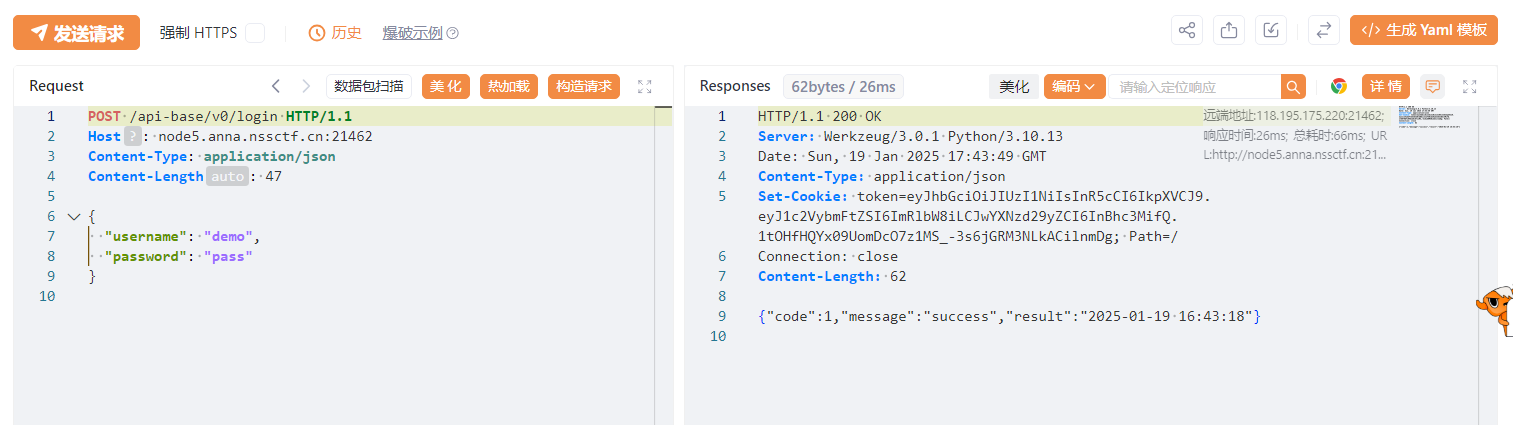 发送请求 强制 HTTPS 历史 爆破示例 生成 Yaml 模板
Request 数据包扫描 美化 热加载 构造请求
1 POST /api-base/v0/login HTTP/1.1
2 Host ? : node5.anna.nssctf.cn:21462
3 Content-Type: application/json
4 Content-Length auto : 47
5
6 {
7 "username": "demo",
8 "password": "pass"
9 }
10
Responses 62bytes / 26ms 美化 编码 请输入定位响应 详情
远端地址:118.195.175.220:21462;
响应时间:26ms; 总耗时:66ms; UR
L:http://node5.anna.nssctf.cn:21...
1 HTTP/1.1 200 OK
2 Server: Werkzeug/3.0.1 Python/3.10.13
3 Date: Sun, 19 Jan 2025 17:43:49 GMT
4 Content-Type: application/json
5 Set-Cookie: token=eyJhbGciOiJIUzI1NiIsInR5cCI6IkpXVCJ9.
eyJ1c2VybmFtZSI6ImRlbW8iLCJwYXNzd29yZCI6InBhc3MifQ.
1tOHfHQYx09UomDcO7z1MS_-3s6jGRM3NLkACilnmDg; Path=/
6 Connection: close
7 Content-Length: 62
8
9 {"code":1,"message":"success","result":"2025-01-19 16:43:18"}
10